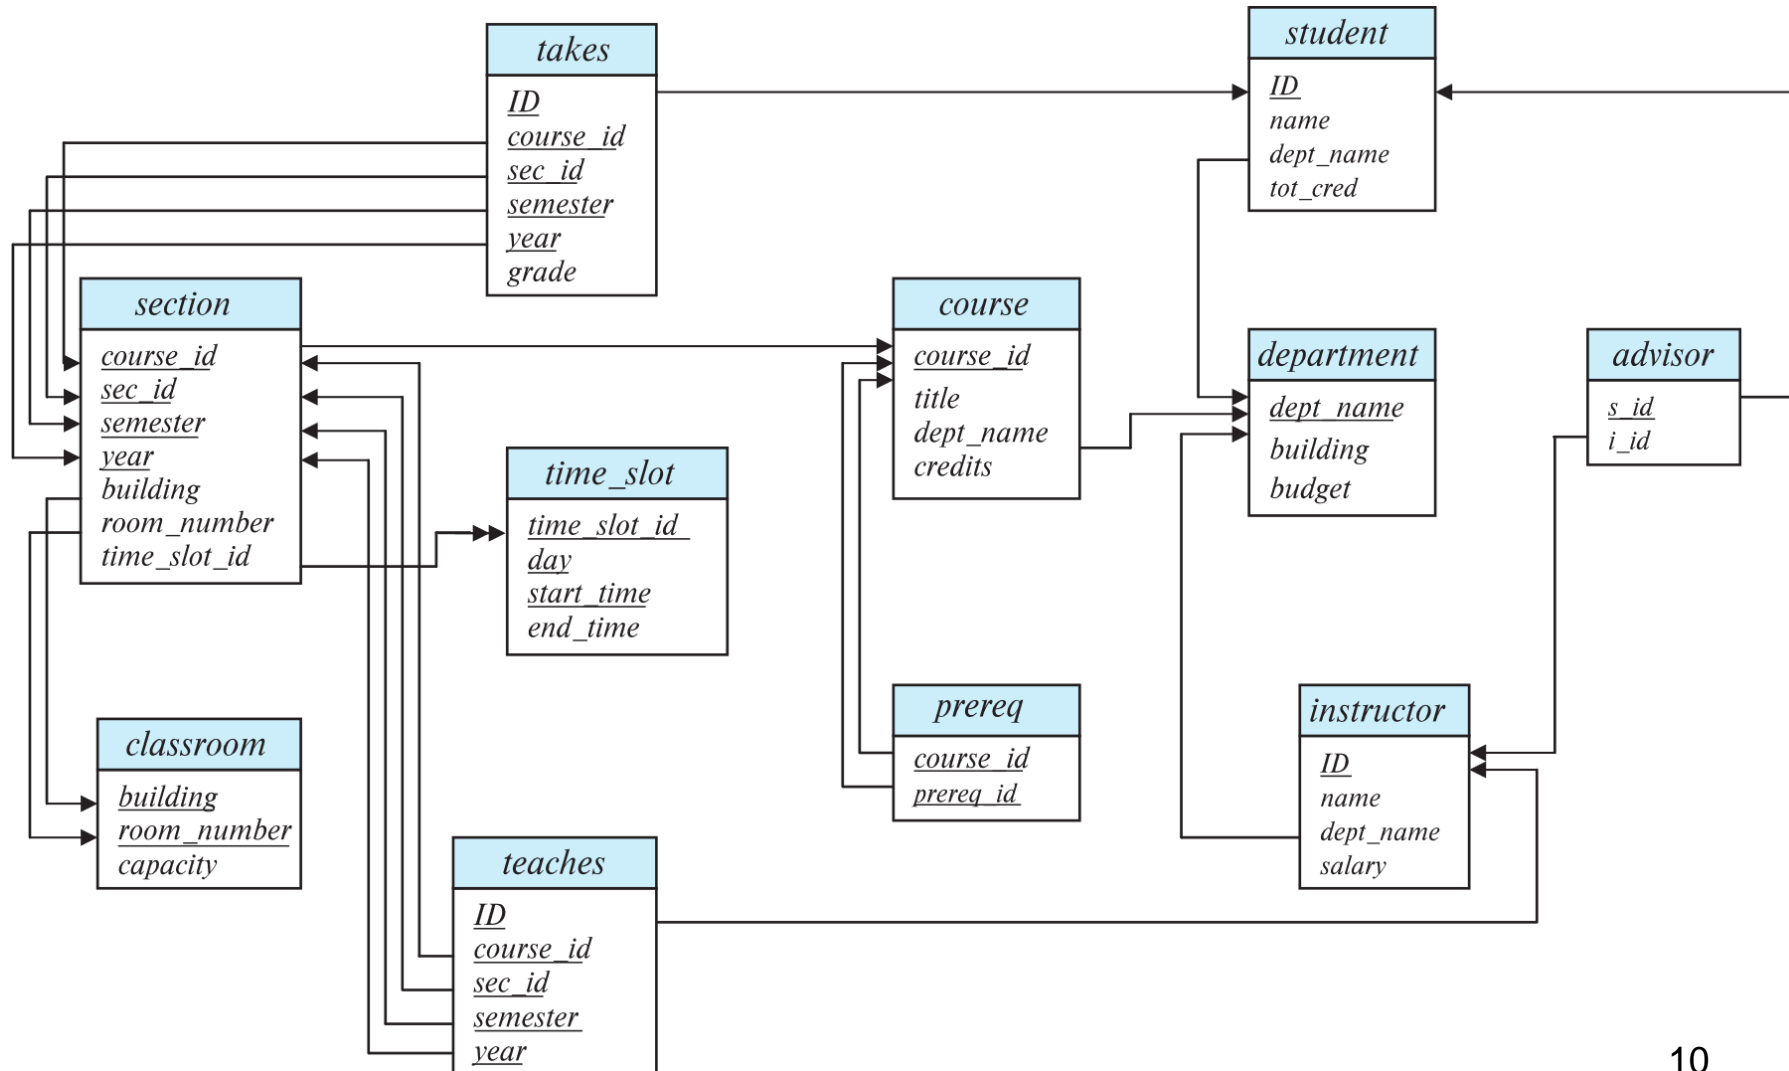 takes
ID
course_id
sec_id
semester
year
grade
student
ID
name
dept_name
tot_cred
section
course_id
sec_id
semester
year
building
room_number
time_slot_id
course
course_id
title
dept_name
credits
department
dept_name
building
budget
advisor
s_id
i_id
time_slot
time_slot_id
day
start_time
end_time
prereq
course_id
prereq_id
instructor
ID
name
dept_name
salary
classroom
building
room_number
capacity
teaches
ID
course_id
sec_id
semester
year
10